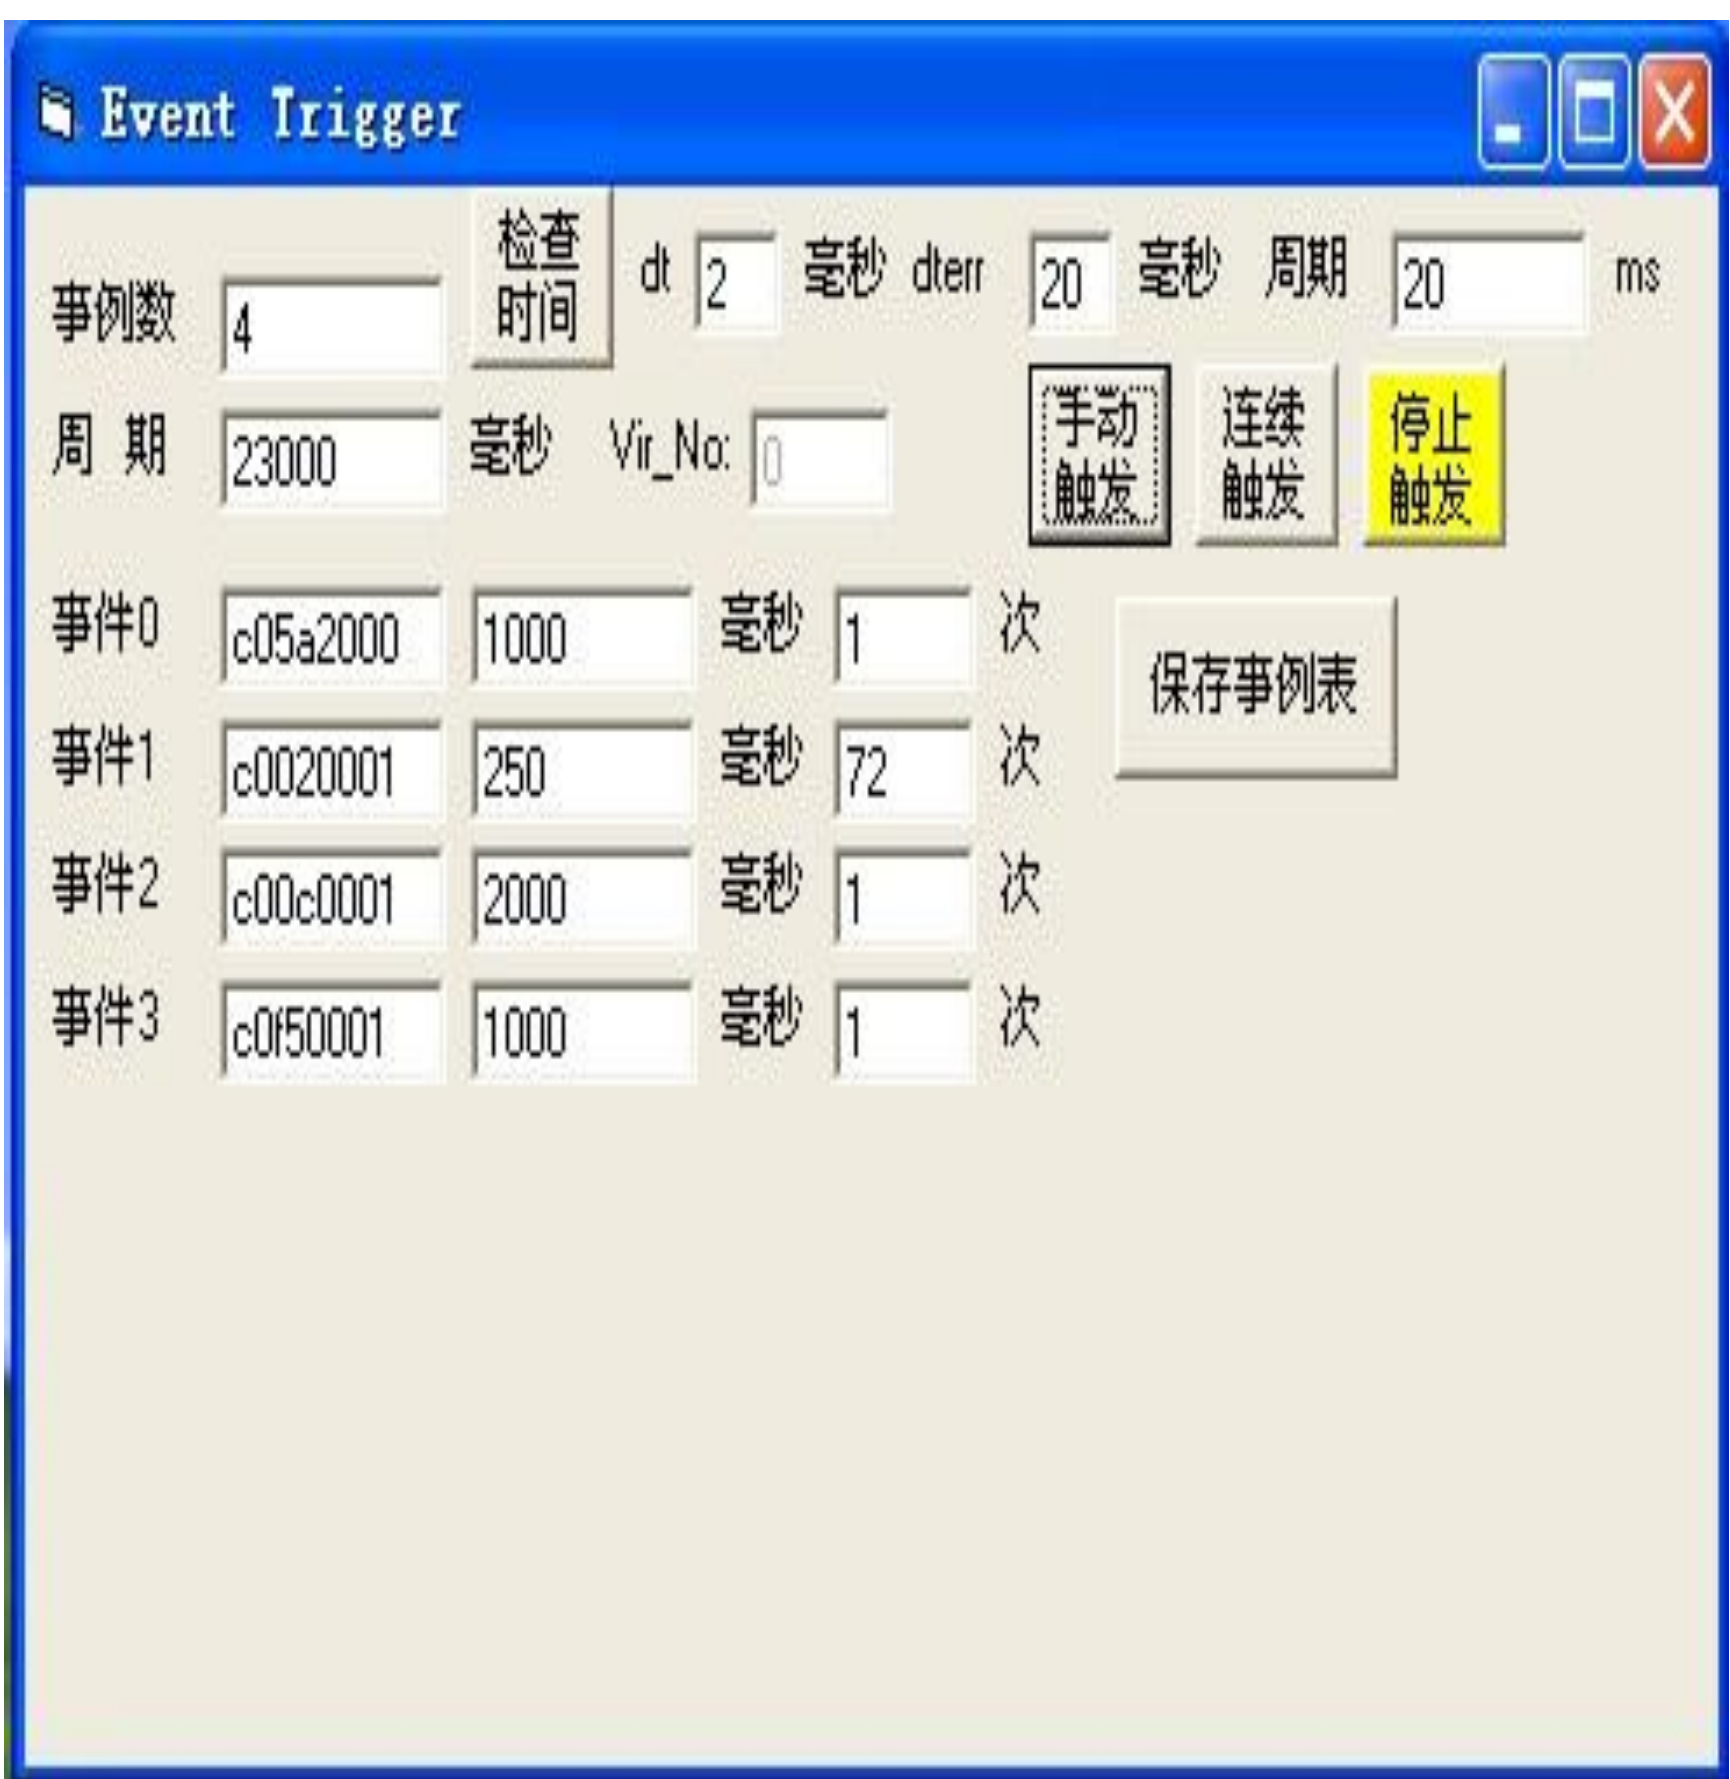 Event Trigger
事例数 4 检查时间 dt 2 毫秒 dterr 20 毫秒 周期 20 ms
周 期 23000 毫秒 Vir_No: 0 手动触发 连续触发 停止触发
事件0 c05a2000 1000 毫秒 1 次 保存事例表
事件1 c0020001 250 毫秒 72 次
事件2 c00c0001 2000 毫秒 1 次
事件3 c0f50001 1000 毫秒 1 次